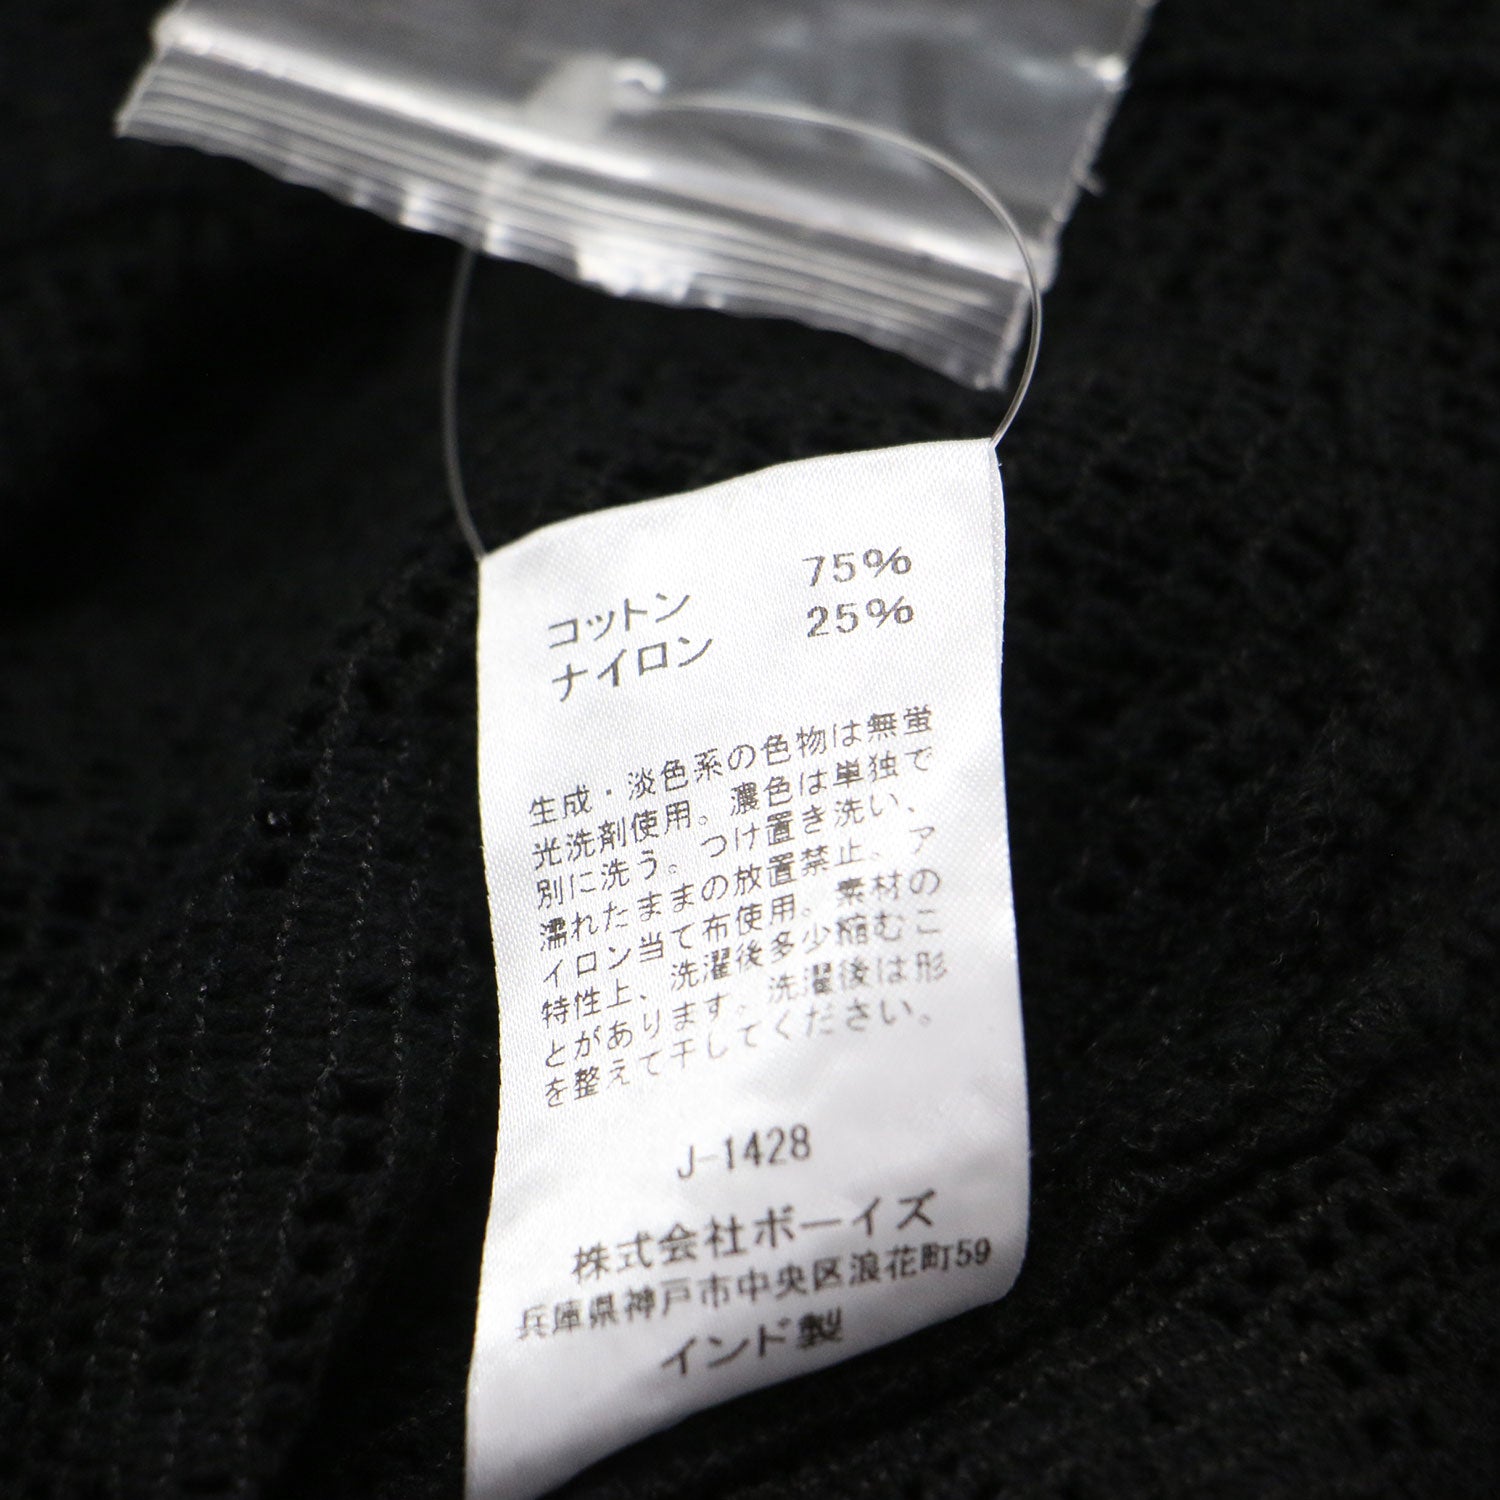 コットン 75%
ナイロン 25%
生成・淡色系の色物は無蛍
光洗剤使用。濃色は単独で
別に洗う。つけ置き洗い、
濡れたままの放置禁止。ア
イロン当て布使用。素材の
特性上、洗濯後多少縮むこ
とがあります。洗濯後は形
を整えて干してください。
J-1428
株式会社ボーイズ
兵庫県神戸市中央区浪花町59
インド製